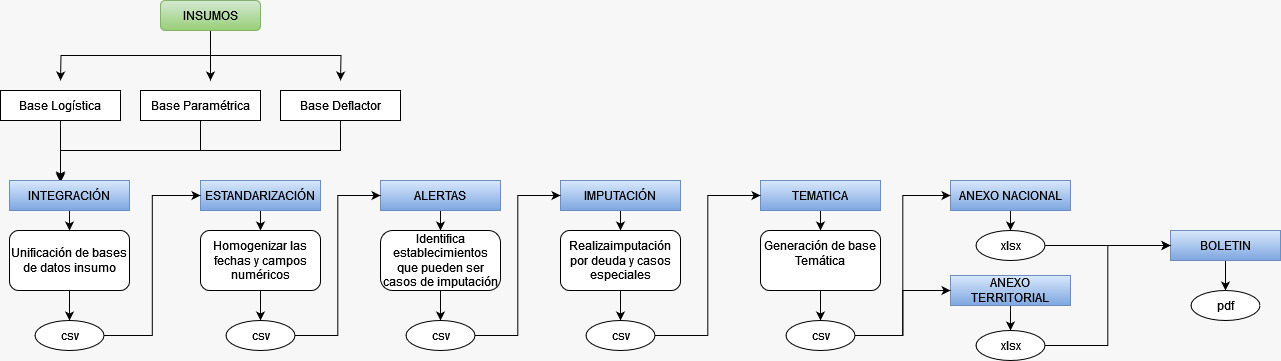 INSUMOS
Base Logística
Base Paramétrica
Base Deflactor
INTEGRACIÓN
ESTANDARIZACIÓN
ALERTAS
IMPUTACIÓN
TEMATICA
ANEXO NACIONAL
Unificación de bases
de datos insumo
Homogenizar las
fechas y campos
numéricos
Identifica
establecimientos
que pueden ser
casos de imputación
Realizaimputación
por deuda y casos
especiales
Generación de base
Temática
xlsx
BOLETIN
ANEXO
TERRITORIAL
pdf
csv
csv
csv
csv
csv
xlsx